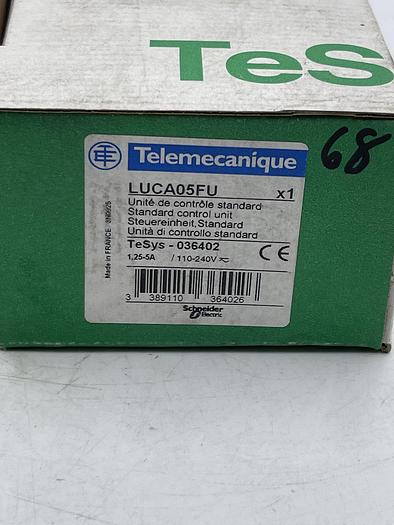 TeS
68
Telemecanique
LUCA05FU x1
Unité de contrôle standard
Standard control unit
Steuereinheit, Standard
Unità di controllo standard
TeSys - 036402
1,25-5A / 110-240V
CE
3 389110 364026
Schneider
Electric
Made in FRANCE